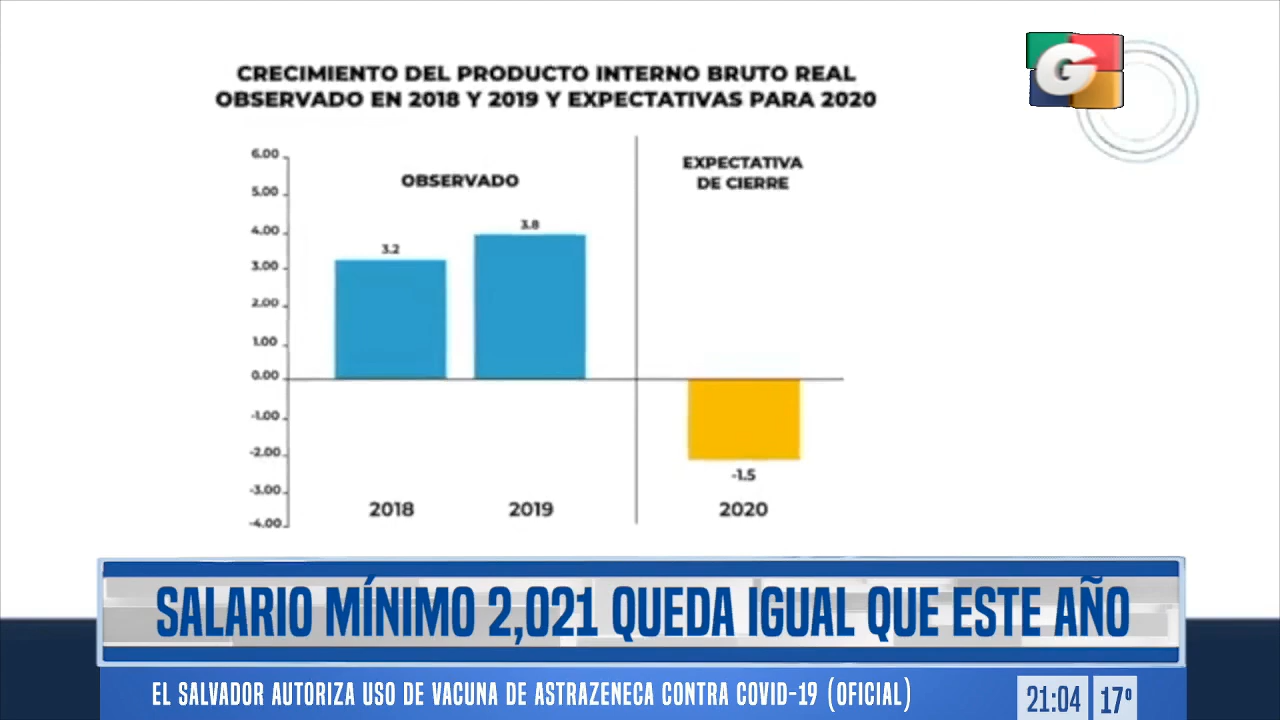 CRECIMIENTO DEL PRODUCTO INTERNO BRUTO REAL
OBSERVADO EN 2018 Y 2019 Y EXPECTATIVAS PARA 2020
G
OBSERVADO
EXPECTATIVA
DE CIERRE
6.00
5.00
4.00
3.00
2.00
1.00
0.00
-1.00
-2.00
-3.00
-4.00
3.2
3.8
-1.5
2018
2019
2020
SALARIO MÍNIMO 2,021 QUEDA IGUAL QUE ESTE AÑO
EL SALVADOR AUTORIZA USO DE VACUNA DE ASTRAZENECA CONTRA COVID-19 (OFICIAL)
21:04
17º